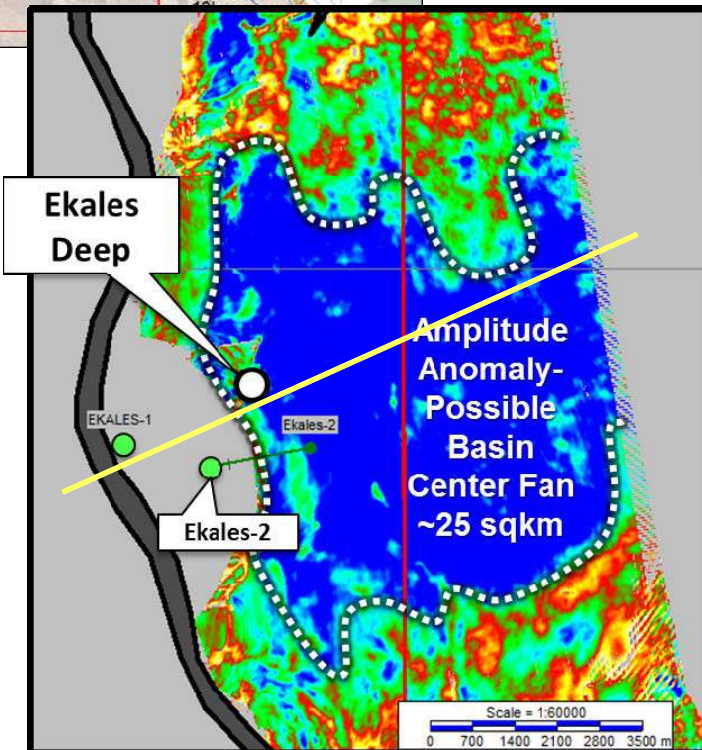 Ekales
Deep
Amplitude
Anomaly-
Possible
Basin
Center Fan
~25 sqkm
EKALES-1
Ekales-2
Ekales-2
Scale = 1:60000
0 700 1400 2100 2800 3500 m